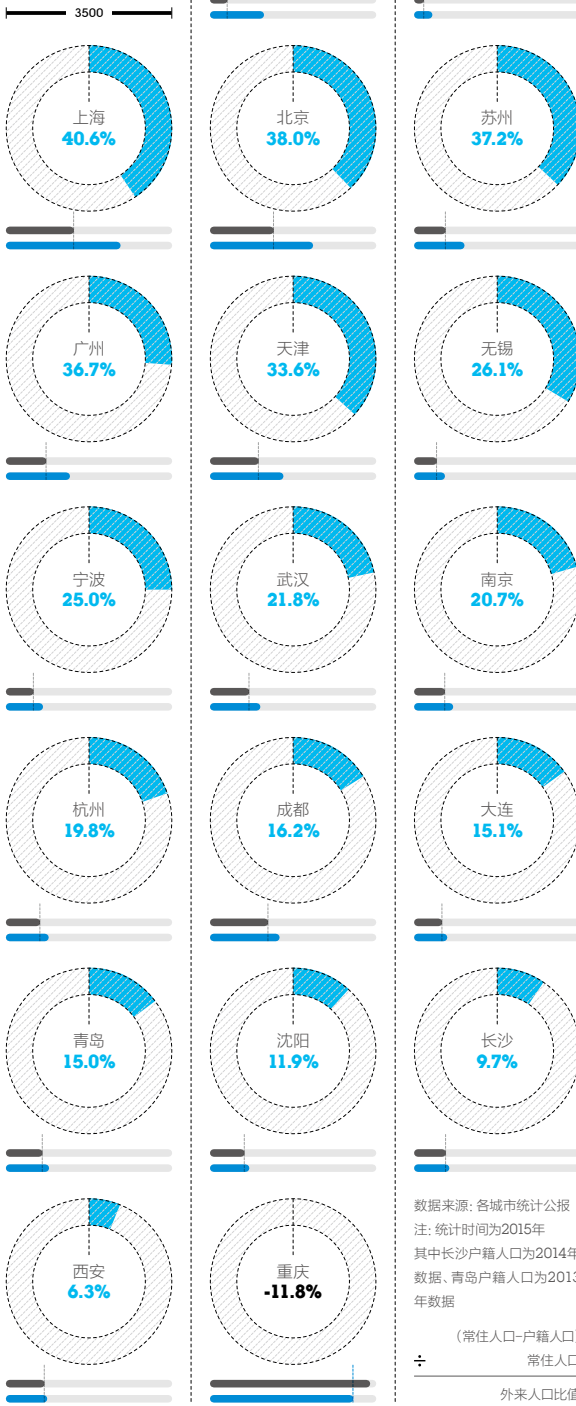 3500
上海
40.6%
北京
38.0%
苏州
37.2%
广州
36.7%
天津
33.6%
无锡
26.1%
宁波
25.0%
武汉
21.8%
南京
20.7%
杭州
19.8%
成都
16.2%
大连
15.1%
青岛
15.0%
沈阳
11.9%
长沙
9.7%
西安
6.3%
重庆
-11.8%
数据来源: 各城市统计公报
注: 统计时间为2015年
其中长沙户籍人口为2014年
数据、青岛户籍人口为2013
年数据
(常住人口-户籍人口)
÷ 常住人口
外来人口比值